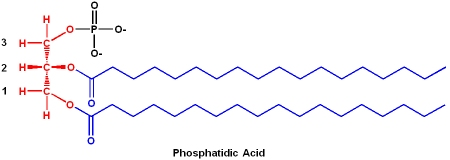 O
H O P O-
3 H C O-
2 H C O
O
1 H C O
H
O
Phosphatidic Acid